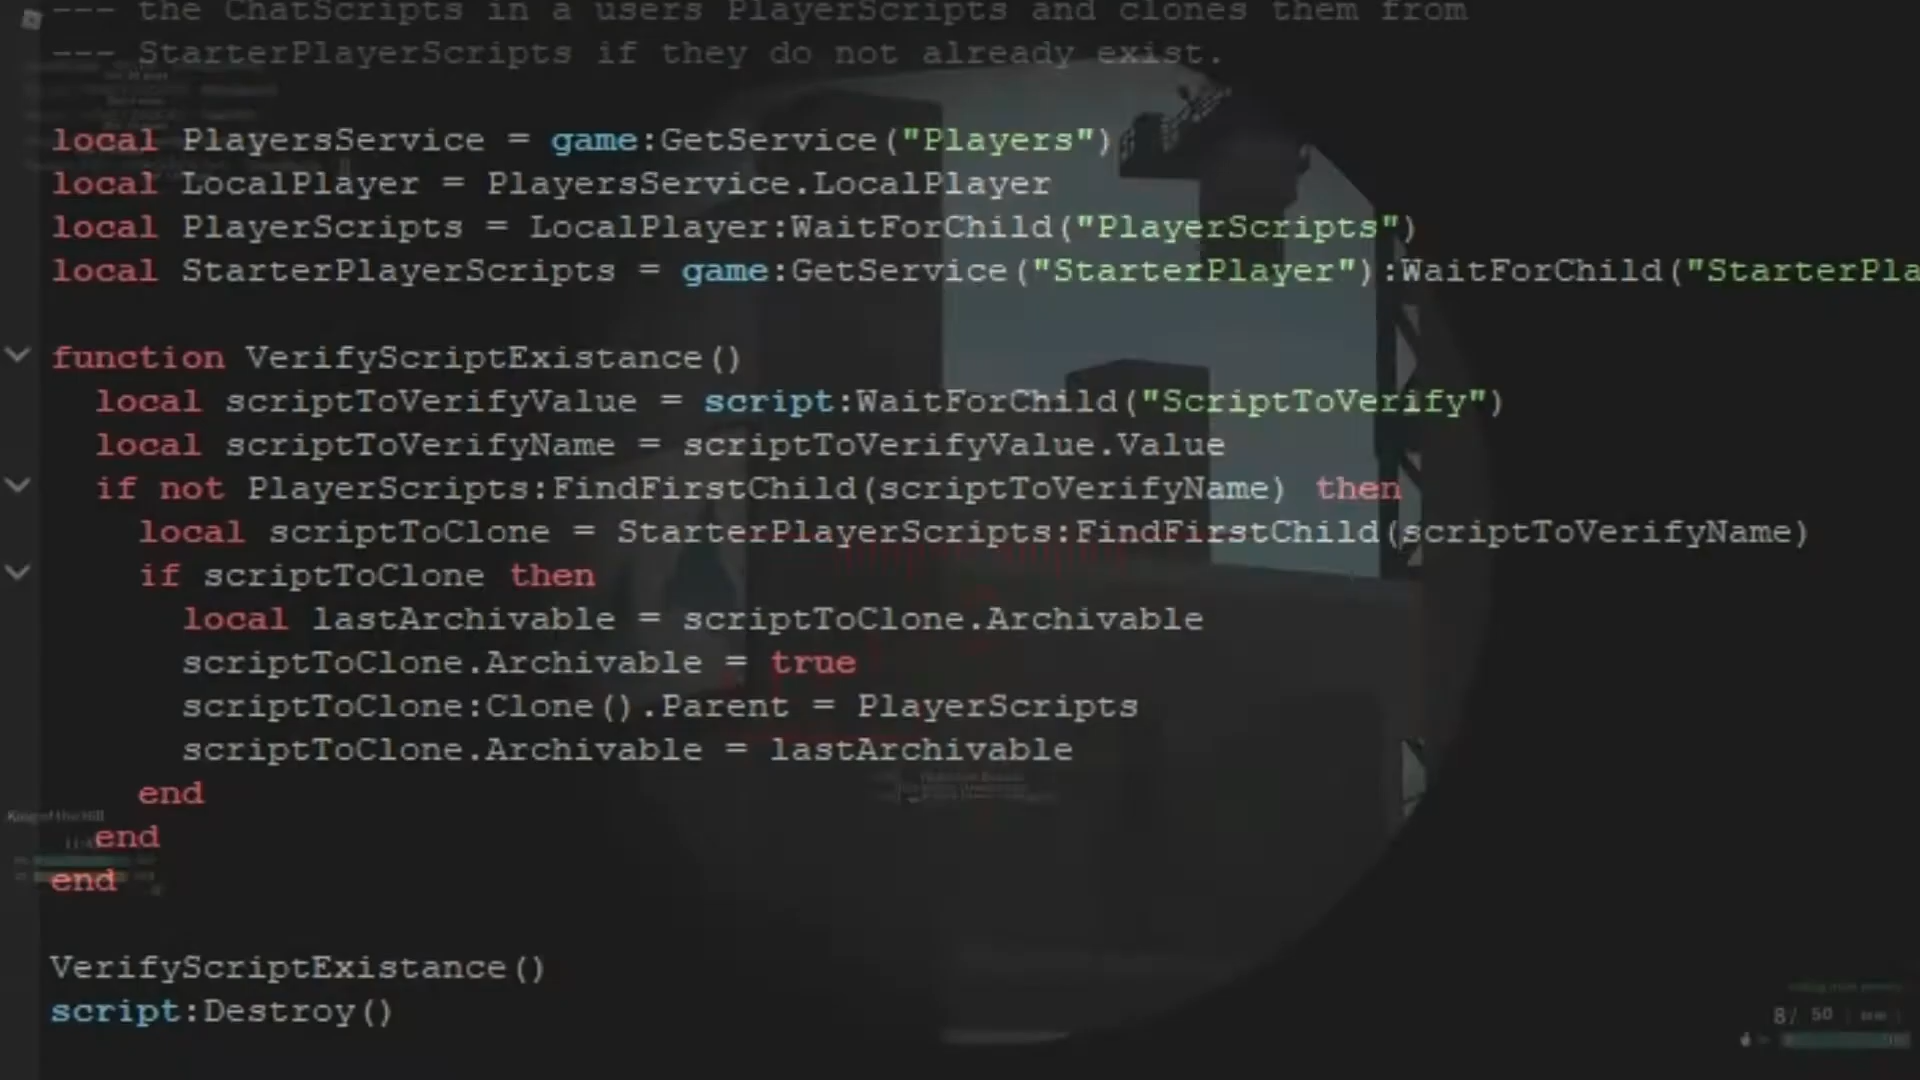 --- the ChatScripts in a users PlayerScripts and clones them from
--- StarterPlayerScripts if they do not already exist.
local PlayersService = game:GetService("Players")
local LocalPlayer = PlayersService.LocalPlayer
local PlayerScripts = LocalPlayer:WaitForChild("PlayerScripts")
local StarterPlayerScripts = game:GetService("StarterPlayer"):WaitForChild("StarterPla
function VerifyScriptExistance()
local scriptToVerifyValue = script:WaitForChild("ScriptToVerify")
local scriptToVerifyName = scriptToVerifyValue.Value
if not PlayerScripts:FindFirstChild(scriptToVerifyName) then
local scriptToClone = StarterPlayerScripts:FindFirstChild(scriptToVerifyName)
if scriptToClone then
local lastArchivable = scriptToClone.Archivable
scriptToClone.Archivable = true
scriptToClone:Clone().Parent = PlayerScripts
scriptToClone.Archivable = lastArchivable
end
King of the Hill
end
end
VerifyScriptExistance()
script:Destroy()
8/ 50